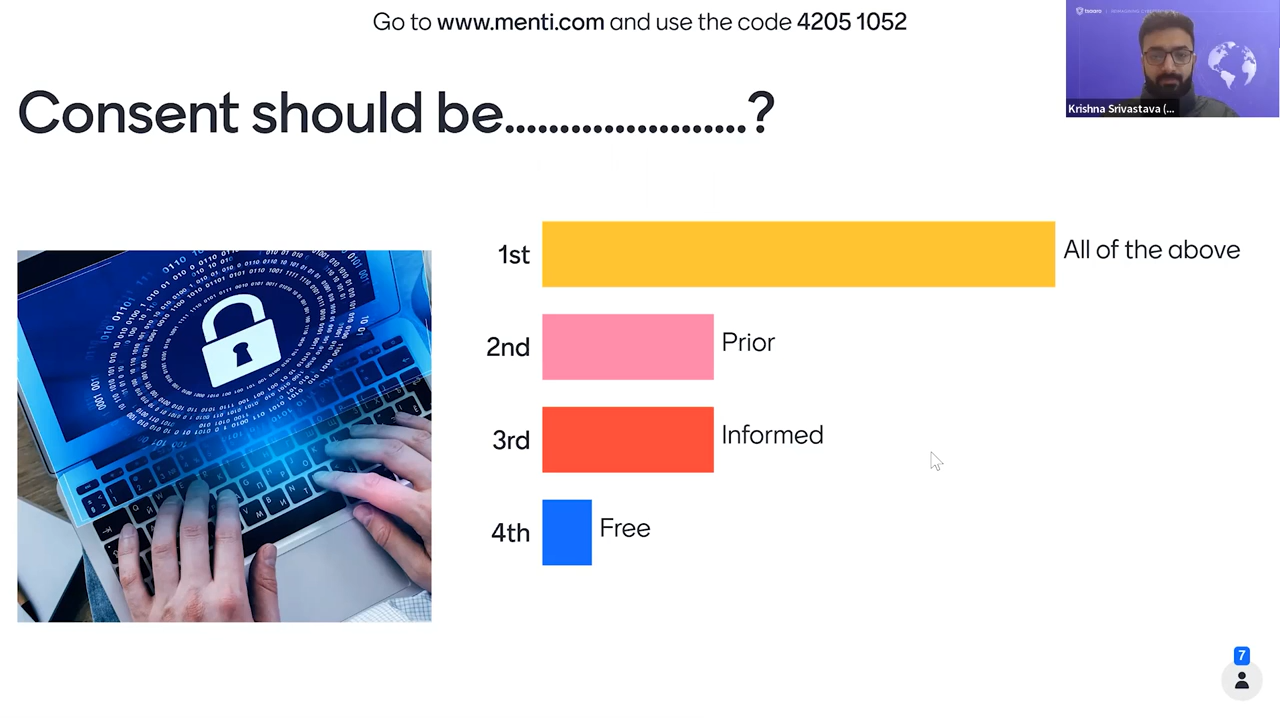 Go to www.menti.com and use the code 4205 1052
tsaaro
Krishna Srivastava (...
Consent should be......................?
1st All of the above
2nd Prior
3rd Informed
4th Free
7